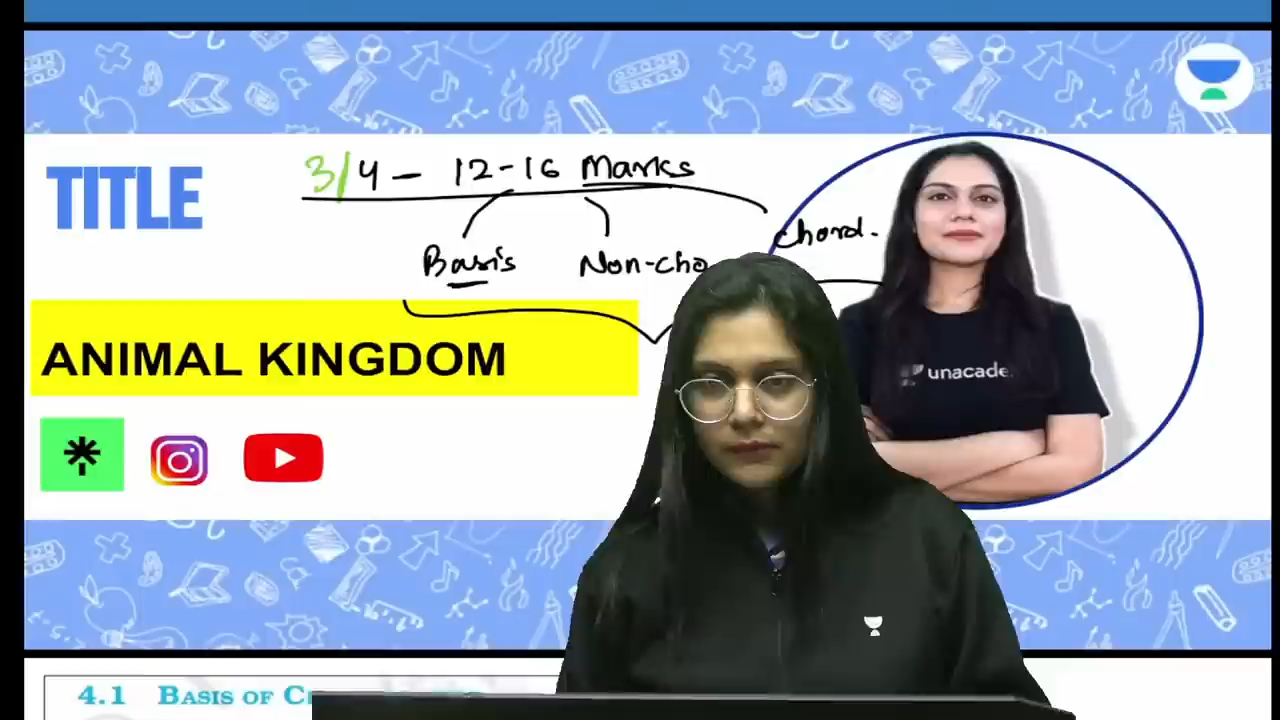 TITLE
3/4 - 12-16 Marks
Basis Non-cho chord.
ANIMAL KINGDOM
unacade
4.1 BASIS OF